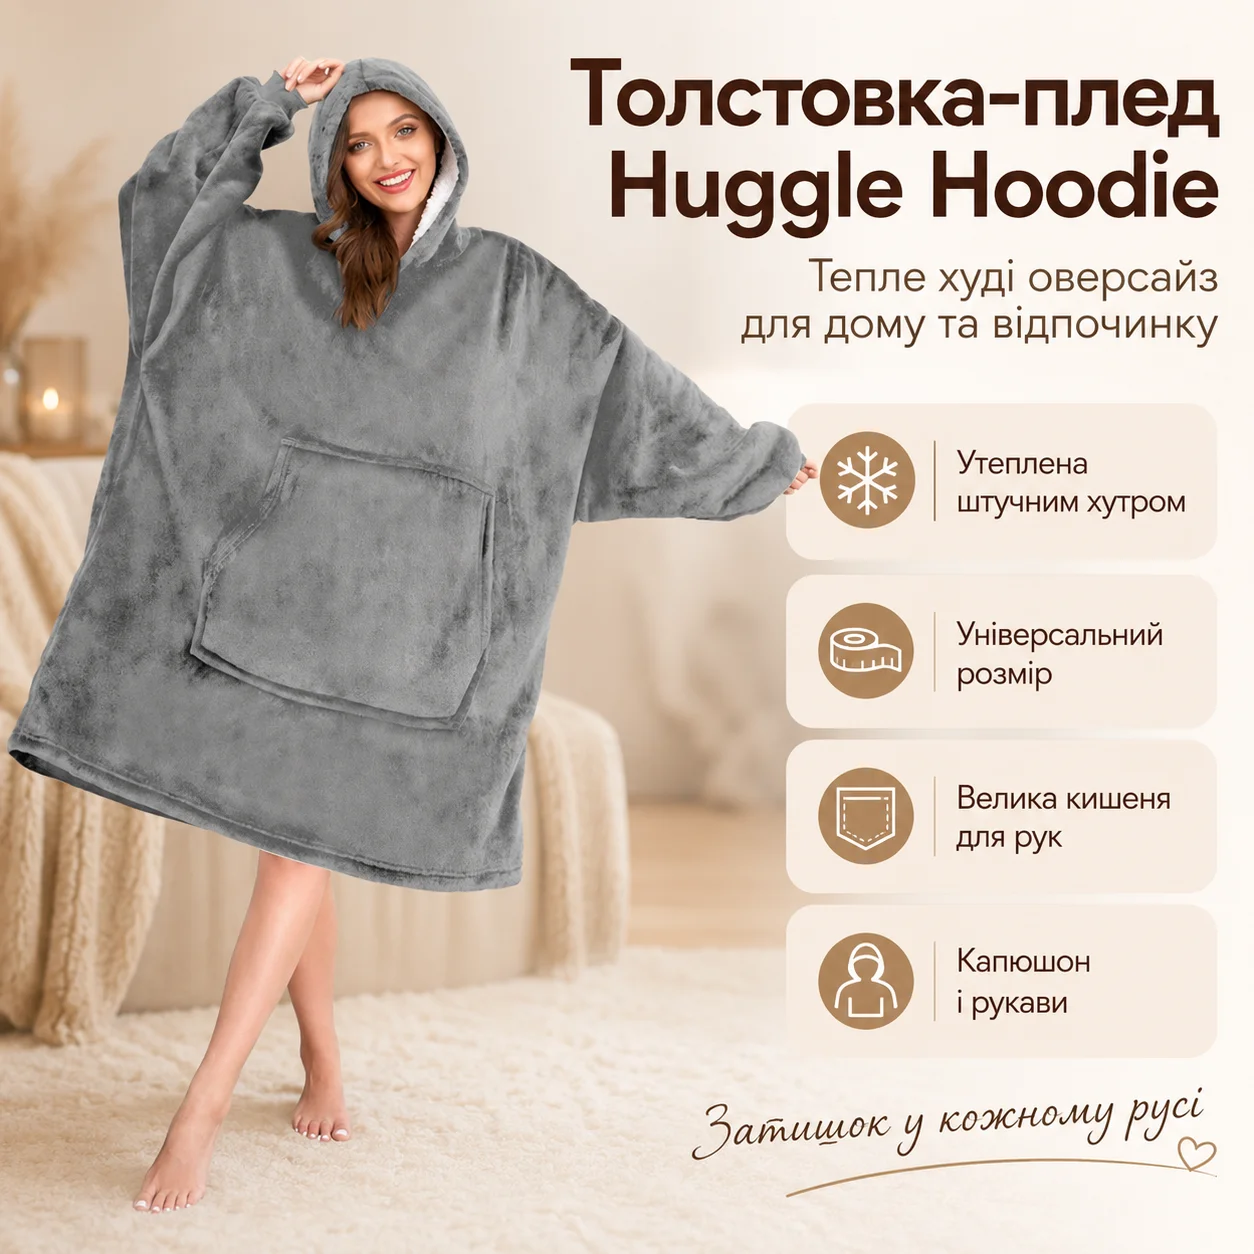 Толстовка-плед
Huggle Hoodie
Тепле худі оверсайз
для дому та відпочинку
Утеплена
штучним хутром
Універсальний
розмір
Велика кишеня
для рук
Капюшон
і рукави
Затишок у кожному русі